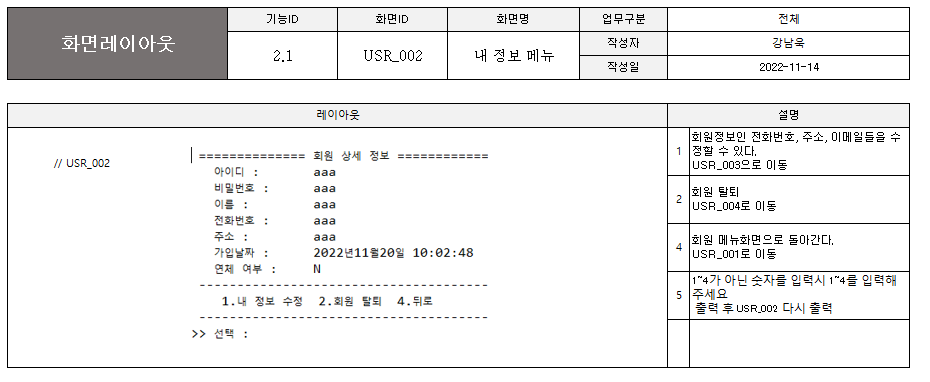 화면레이아웃
기능ID 화면ID 화면명 업무구분 전체
2.1 USR_002 내 정보 메뉴 작성자 강남욱
작성일 2022-11-14
레이아웃 설명
// USR_002
============== 회원 상세 정보 ============
아이디 : aaa
비밀번호 : aaa
이름 : aaa
전화번호 : aaa
주소 : aaa
가입날짜 : 2022년11월20일 10:02:48
연체 여부 : N
--------------------------------------
1.내 정보 수정 2.회원 탈퇴 4.뒤로
--------------------------------------
>> 선택 :
1 회원정보인 전화번호, 주소, 이메일들을 수
정할 수 있다.
USR_003으로 이동
2 회원 탈퇴
USR_004로 이동
4 회원 메뉴화면으로 돌아간다.
USR_001로 이동
5 1~4가 아닌 숫자를 입력시 1~4를 입력해
주세요
출력 후 USR_002 다시 출력